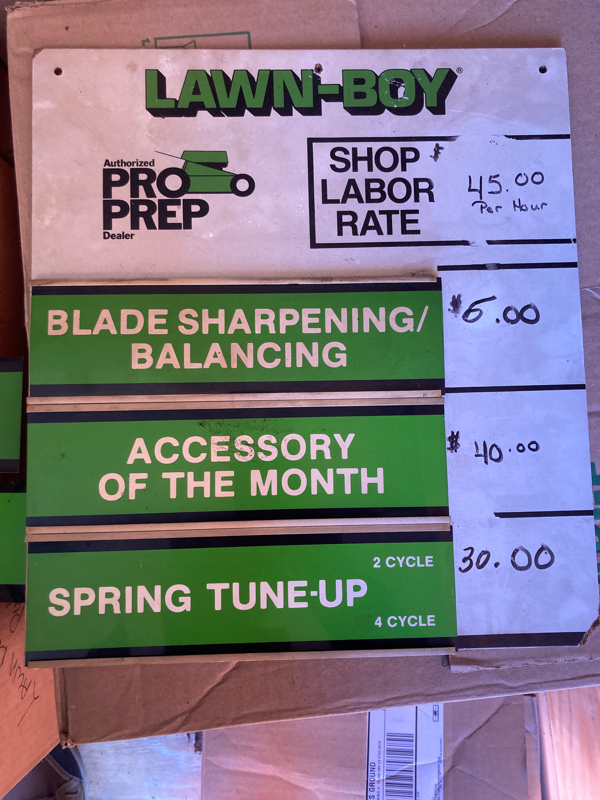 LAWN-BOY®
Authorized
PRO
PREP
Dealer
SHOP $
LABOR
RATE
45.00
Per Hour
BLADE SHARPENING/
BALANCING
$6.00
ACCESSORY
OF THE MONTH
$40.00
2 CYCLE
SPRING TUNE-UP
4 CYCLE
30.00
S GROUND